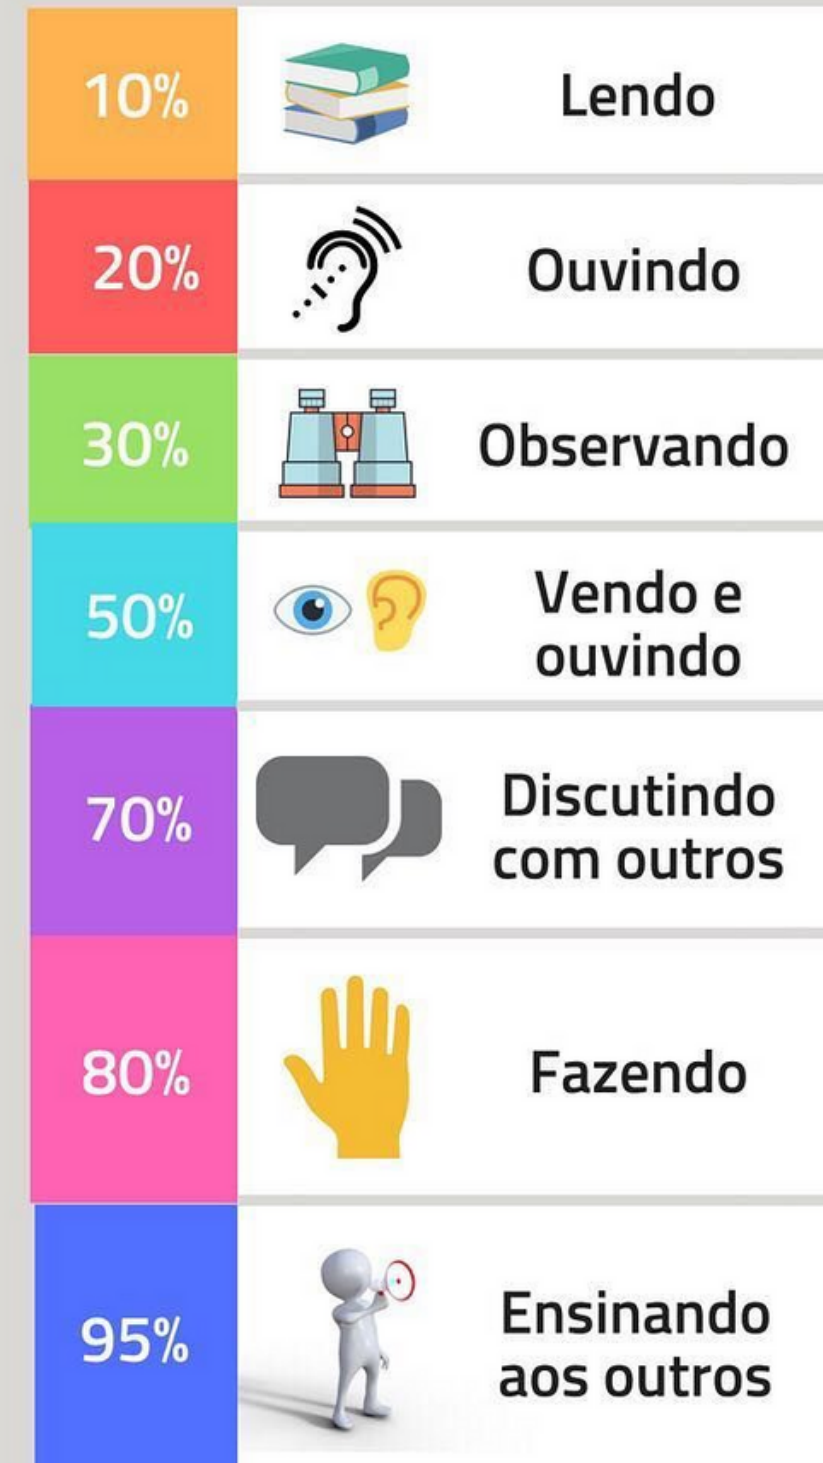 10%
Lendo
20%
Ouvindo
30%
Observando
50%
Vendo e
ouvindo
70%
Discutindo
com outros
80%
Fazendo
95%
Ensinando
aos outros